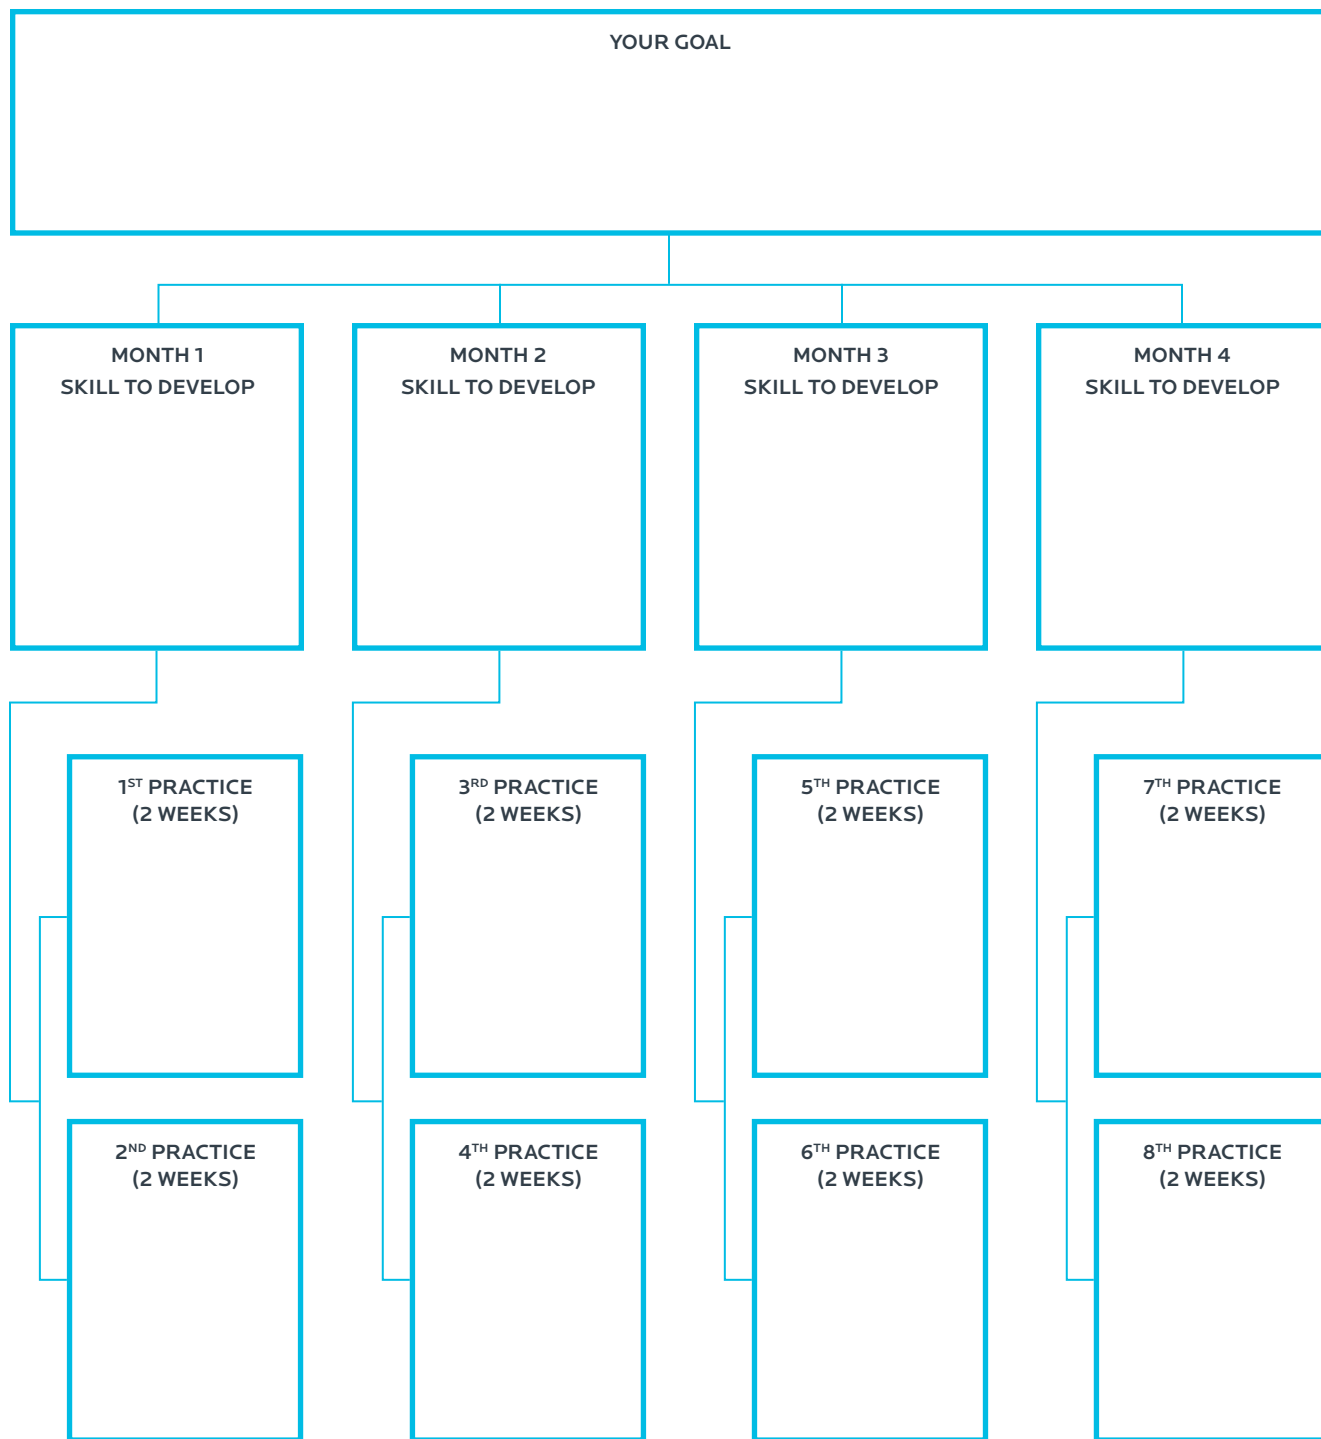 YOUR GOAL
MONTH 1
SKILL TO DEVELOP
MONTH 2
SKILL TO DEVELOP
MONTH 3
SKILL TO DEVELOP
MONTH 4
SKILL TO DEVELOP
1ST PRACTICE
(2 WEEKS)
3RD PRACTICE
(2 WEEKS)
5TH PRACTICE
(2 WEEKS)
7TH PRACTICE
(2 WEEKS)
2ND PRACTICE
(2 WEEKS)
4TH PRACTICE
(2 WEEKS)
6TH PRACTICE
(2 WEEKS)
8TH PRACTICE
(2 WEEKS)